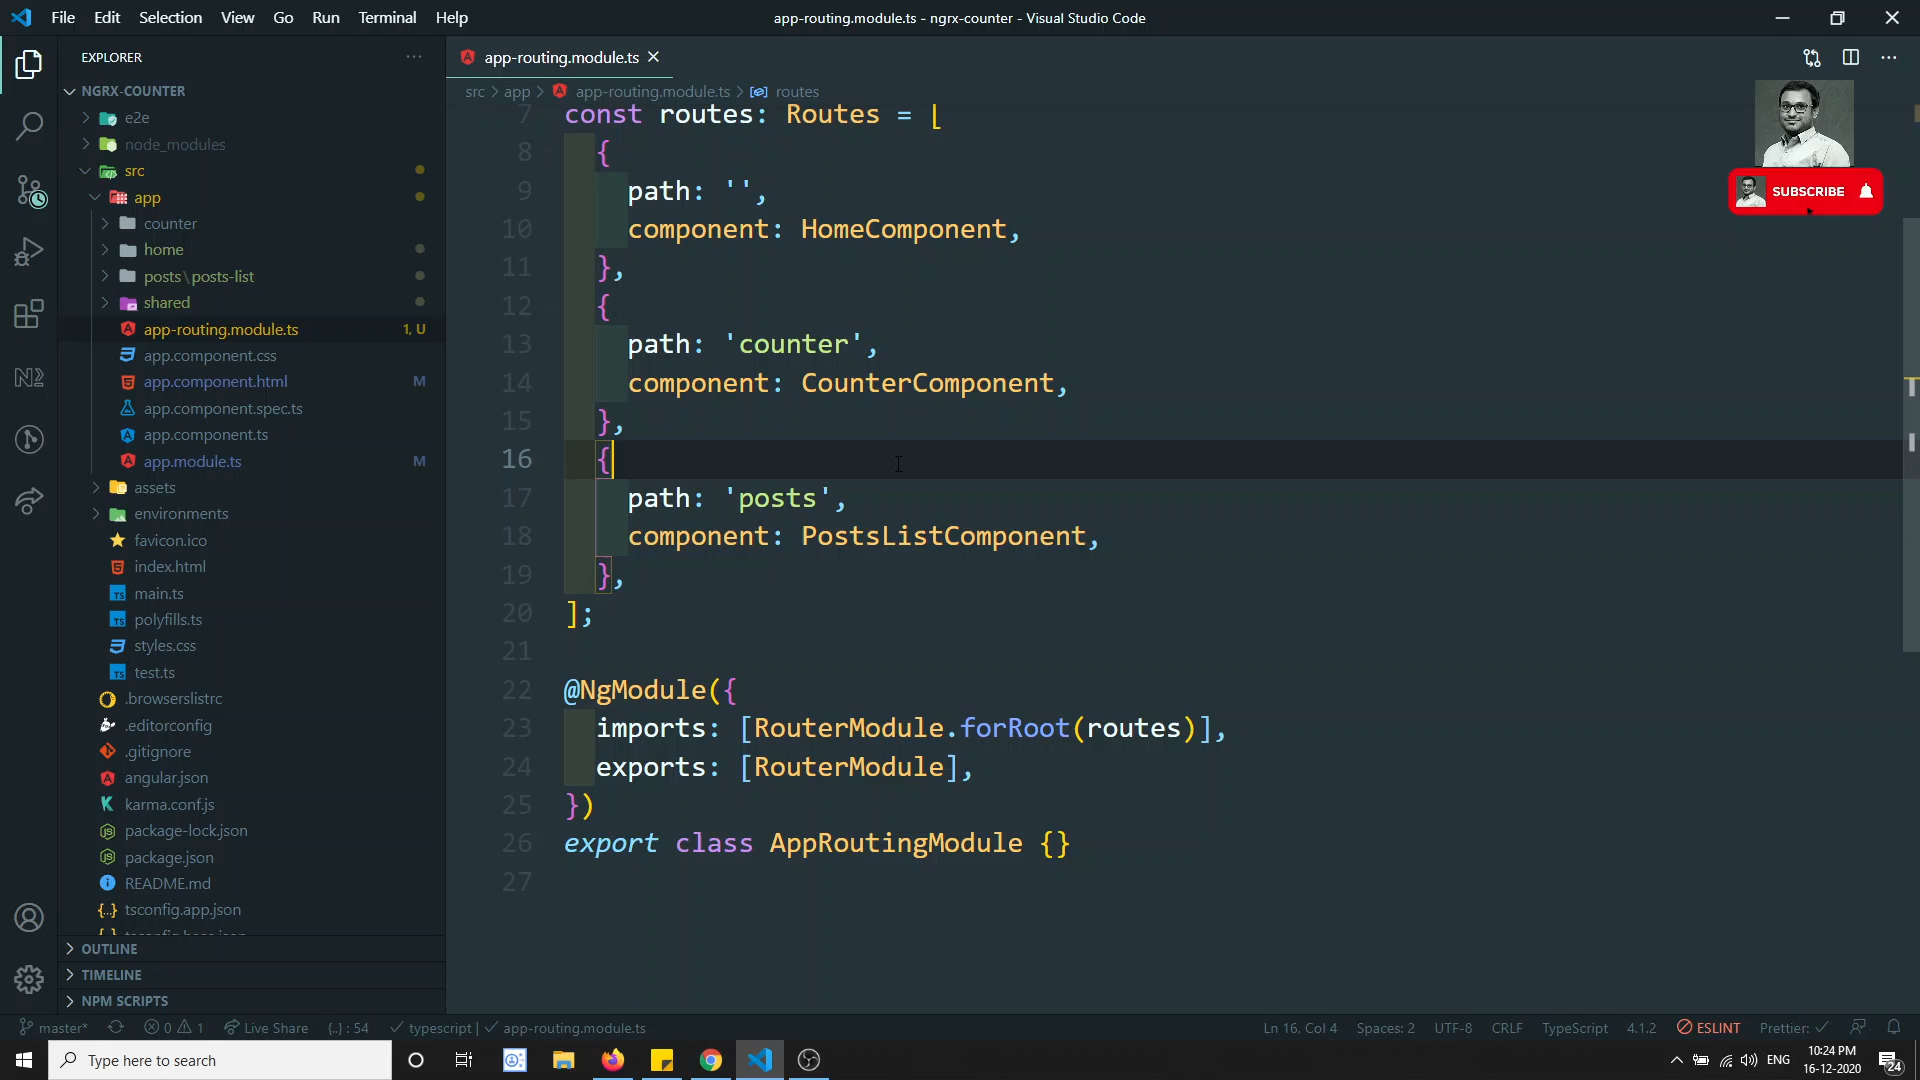 File Edit Selection View Go Run Terminal Help
app-routing.module.ts - ngrx-counter - Visual Studio Code
EXPLORER
NGRX-COUNTER
e2e
node_modules
src
app
counter
home
posts\posts-list
shared
app-routing.module.ts 1, U
app.component.css
app.component.html M
app.component.spec.ts
app.component.ts
app.module.ts M
assets
environments
favicon.ico
index.html
main.ts
polyfills.ts
styles.css
test.ts
.browserslistrc
.editorconfig
.gitignore
angular.json
karma.conf.js
package-lock.json
package.json
README.md
tsconfig.app.json
OUTLINE
TIMELINE
NPM SCRIPTS
app-routing.module.ts
src > app > app-routing.module.ts > routes
7 const routes: Routes = [
8 {
9 path: '',
10 component: HomeComponent,
11 },
12 {
13 path: 'counter',
14 component: CounterComponent,
15 },
16 {
17 path: 'posts',
18 component: PostsListComponent,
19 },
20 ];
21
22 @NgModule({
23 imports: [RouterModule.forRoot(routes)],
24 exports: [RouterModule],
25 })
26 export class AppRoutingModule {}
27
SUBSCRIBE
master* 0 1 Live Share {..} : 54 typescript | app-routing.module.ts
Ln 16, Col 4 Spaces: 2 UTF-8 CRLF TypeScript 4.1.2 ESLINT Prettier:
Type here to search
ENG
10:24 PM
16-12-2020
24